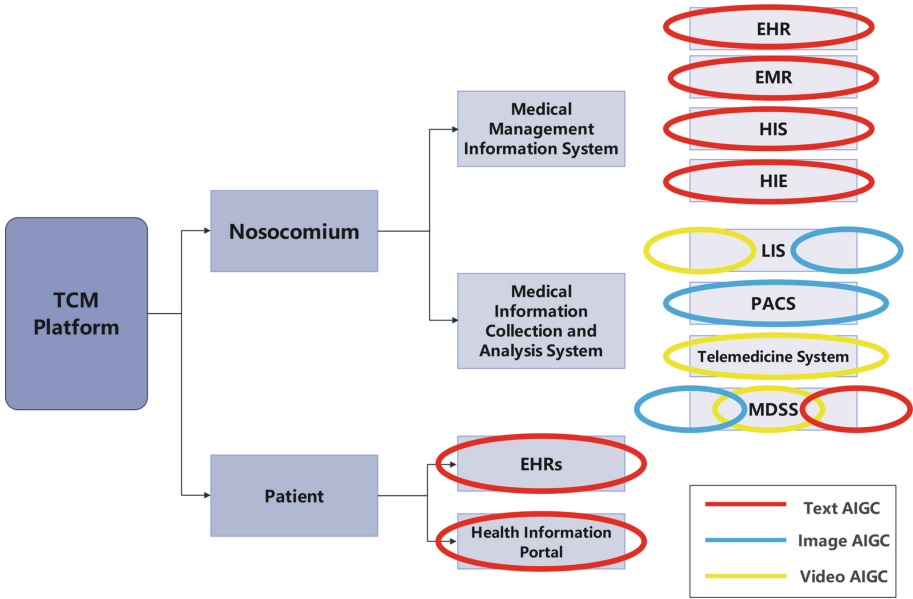 TCM
Platform
Nosocomium
Patient
Medical
Management
Information System
Medical
Information
Collection and
Analysis System
EHRs
Health Information
Portal
EHR
EMR
HIS
HIE
LIS
PACS
Telemedicine System
MDSS
Text AIGC
Image AIGC
Video AIGC